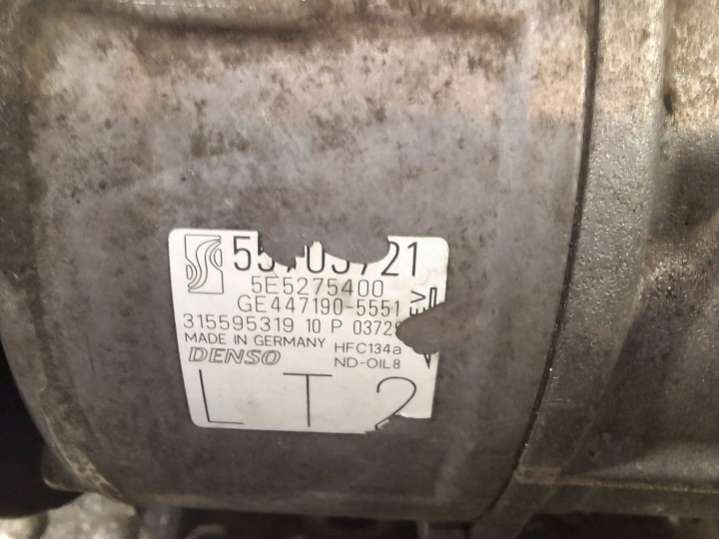 5E5275400
GE447190-5551
315595319 10 P
MADE IN GERMANY HFC134a
DENSO ND-OIL8
LT2